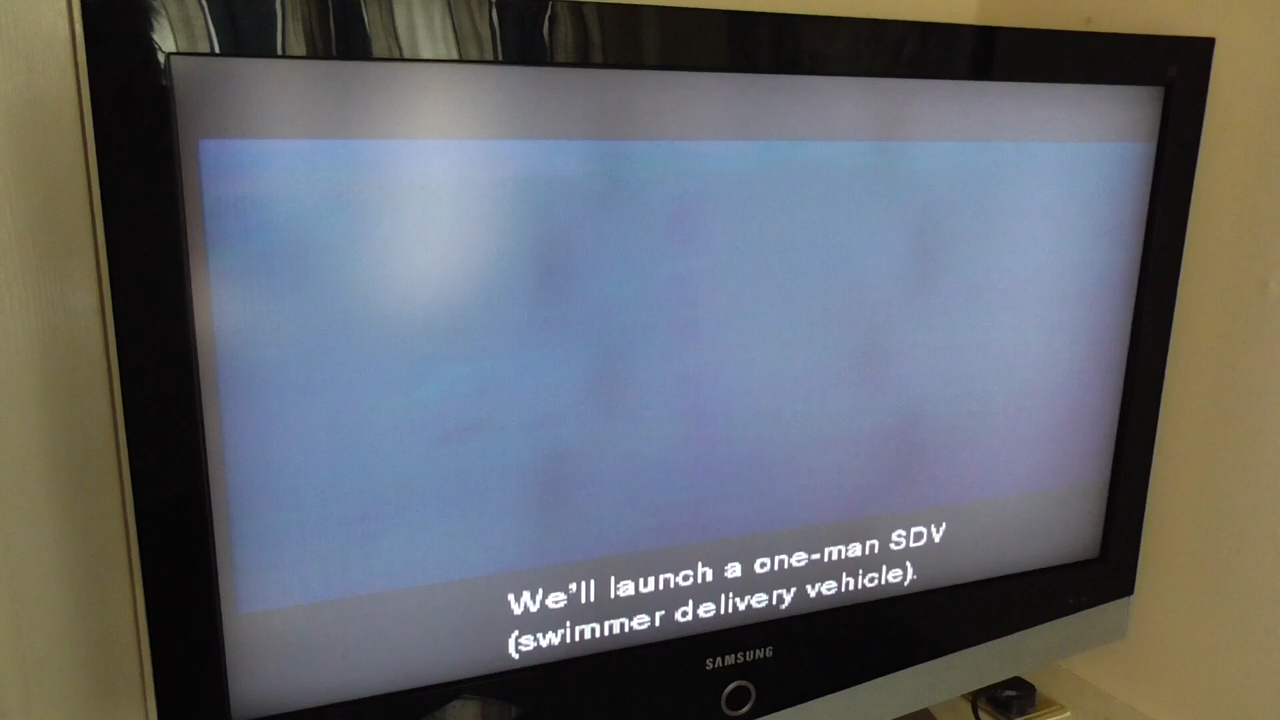 We'll launch a one-man SDV
(swimmer delivery vehicle).
SAMSUNG